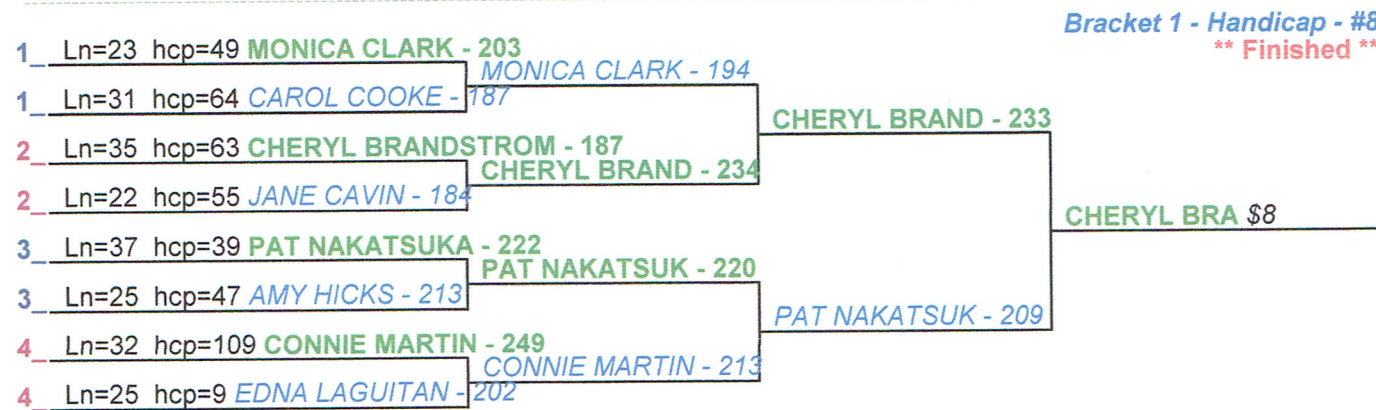 Bracket 1 - Handicap - #8
** Finished **
1_ Ln=23 hcp=49 MONICA CLARK - 203
MONICA CLARK - 194
1_ Ln=31 hcp=64 CAROL COOKE - 187
CHERYL BRAND - 233
2_ Ln=35 hcp=63 CHERYL BRANDSTROM - 187
CHERYL BRAND - 234
2_ Ln=22 hcp=55 JANE CAVIN - 184
CHERYL BRA $8
3_ Ln=37 hcp=39 PAT NAKATSUKA - 222
PAT NAKATSUK - 220
3_ Ln=25 hcp=47 AMY HICKS - 213
PAT NAKATSUK - 209
4_ Ln=32 hcp=109 CONNIE MARTIN - 249
CONNIE MARTIN - 213
4_ Ln=25 hcp=9 EDNA LAGUITAN - 202